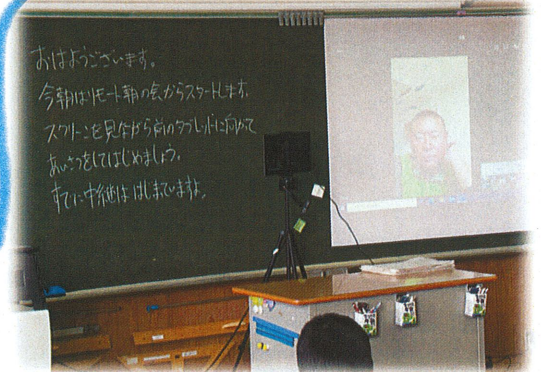 おはようございます。
今朝はリモート朝の会からスタートします。
スクリーンを見ながら前のタブレットに向かって
あいさつをしてはじめましょう。
すでに中継は はじまっていますよ。